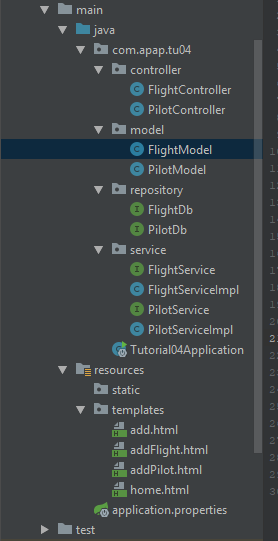 main
java
com.apap.tu04
controller
FlightController
PilotController
model
FlightModel
PilotModel
repository
FlightDb
PilotDb
service
FlightService
FlightServiceImpl
PilotService
PilotServiceImpl
Tutorial04Application
resources
static
templates
add.html
addFlight.html
addPilot.html
home.html
application.properties
test